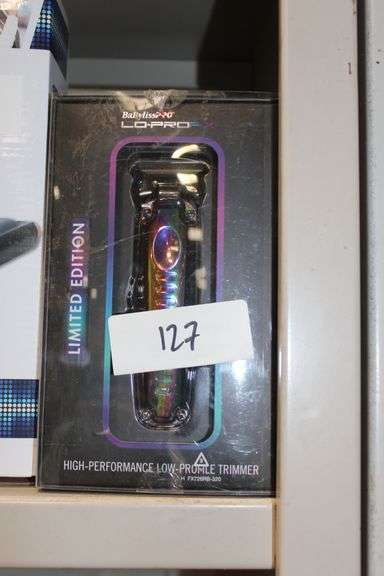 BaBylissPRO
LO-PRO
LIMITED EDITION
127
HIGH-PERFORMANCE LOW-PROFILE TRIMMER